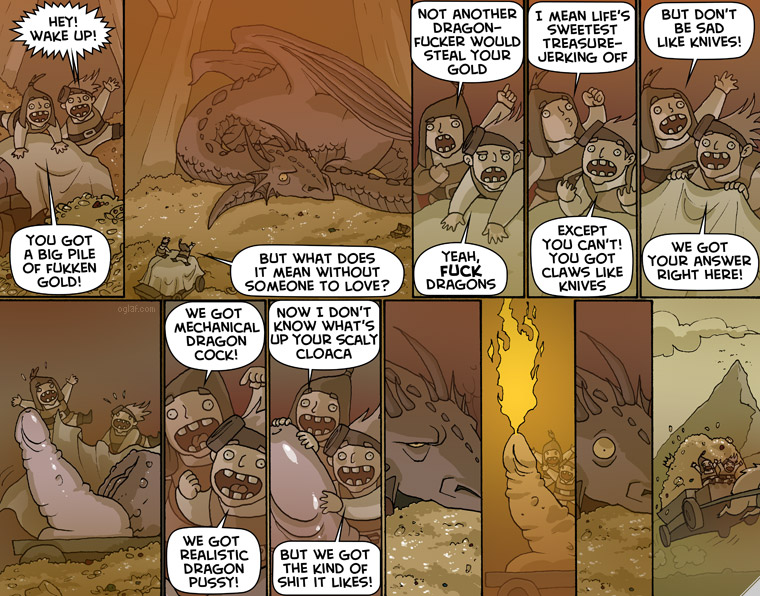 HEY!
WAKE UP!
YOU GOT
A BIG PILE
OF FUKKEN
GOLD!
BUT WHAT DOES
IT MEAN WITHOUT
SOMEONE TO LOVE?
NOT ANOTHER
DRAGON-
FUCKER WOULD
STEAL YOUR
GOLD
YEAH,
FUCK
DRAGONS
I MEAN LIFE'S
SWEETEST
TREASURE-
JERKING OFF
EXCEPT
YOU CAN'T!
YOU GOT
CLAWS LIKE
KNIVES
BUT DON'T
BE SAD
LIKE KNIVES!
WE GOT
YOUR ANSWER
RIGHT HERE!
oglaf.com
WE GOT
MECHANICAL
DRAGON
COCK!
WE GOT
REALISTIC
DRAGON
PUSSY!
NOW I DON'T
KNOW WHAT'S
UP YOUR SCALY
CLOACA
BUT WE GOT
THE KIND OF
SHIT IT LIKES!